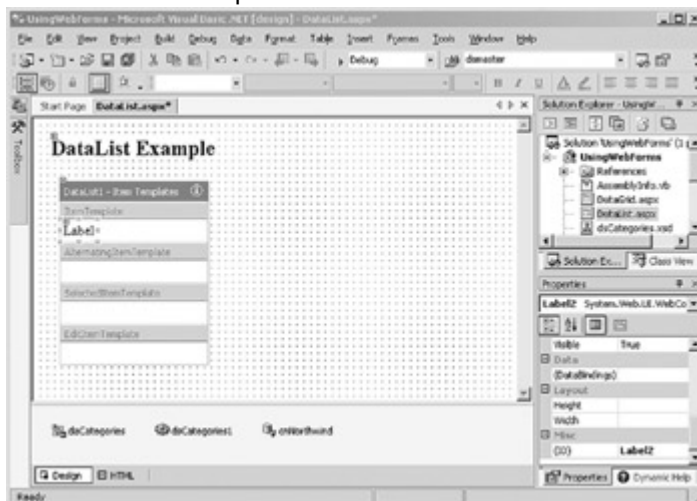 UsingWebForms - Microsoft Visual Basic .NET [design] - DataList.aspx*
File Edit View Project Build Debug Data Format Table Insert Frames Tools Window Help
Debug
dsmaster
Start Page DataList.aspx*
Toolbox
DataList Example
DataList1 - Item Templates
ItemTemplate
Label
AlternatingItemTemplate
SelectedItemTemplate
EditItemTemplate
daCategories dsCategories1 cnNorthwind
Design HTML
Ready
Solution Explorer - UsingW...
Solution 'UsingWebForms' (1
UsingWebForms
References
AssemblyInfo.vb
DataGrid.aspx
DataList.aspx
dsCategories.xsd
Solution Ex... Class View
Properties
Label2 System.Web.UI.WebCo
Visible True
Data
(DataBindings)
Layout
Height
Width
Misc
(ID) Label2
Properties Dynamic Help